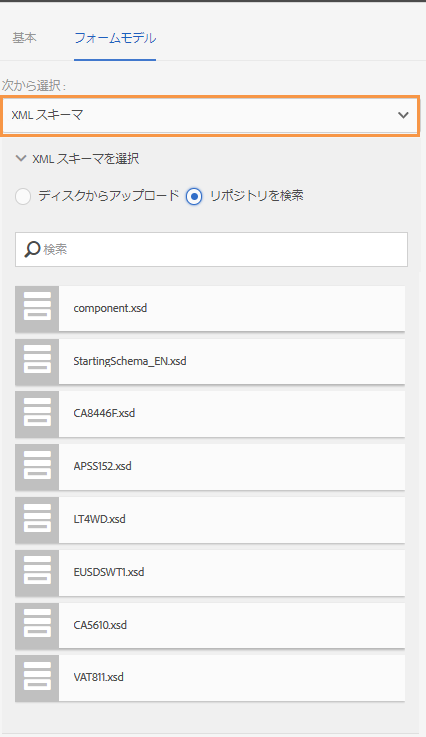 基本 フォームモデル
次から選択 :
XML スキーマ
XML スキーマを選択
ディスクからアップロード リポジトリを検索
検索
component.xsd
StartingSchema_EN.xsd
CA8446F.xsd
APSS152.xsd
LT4WD.xsd
EUSDSWT1.xsd
CA5610.xsd
VAT811.xsd